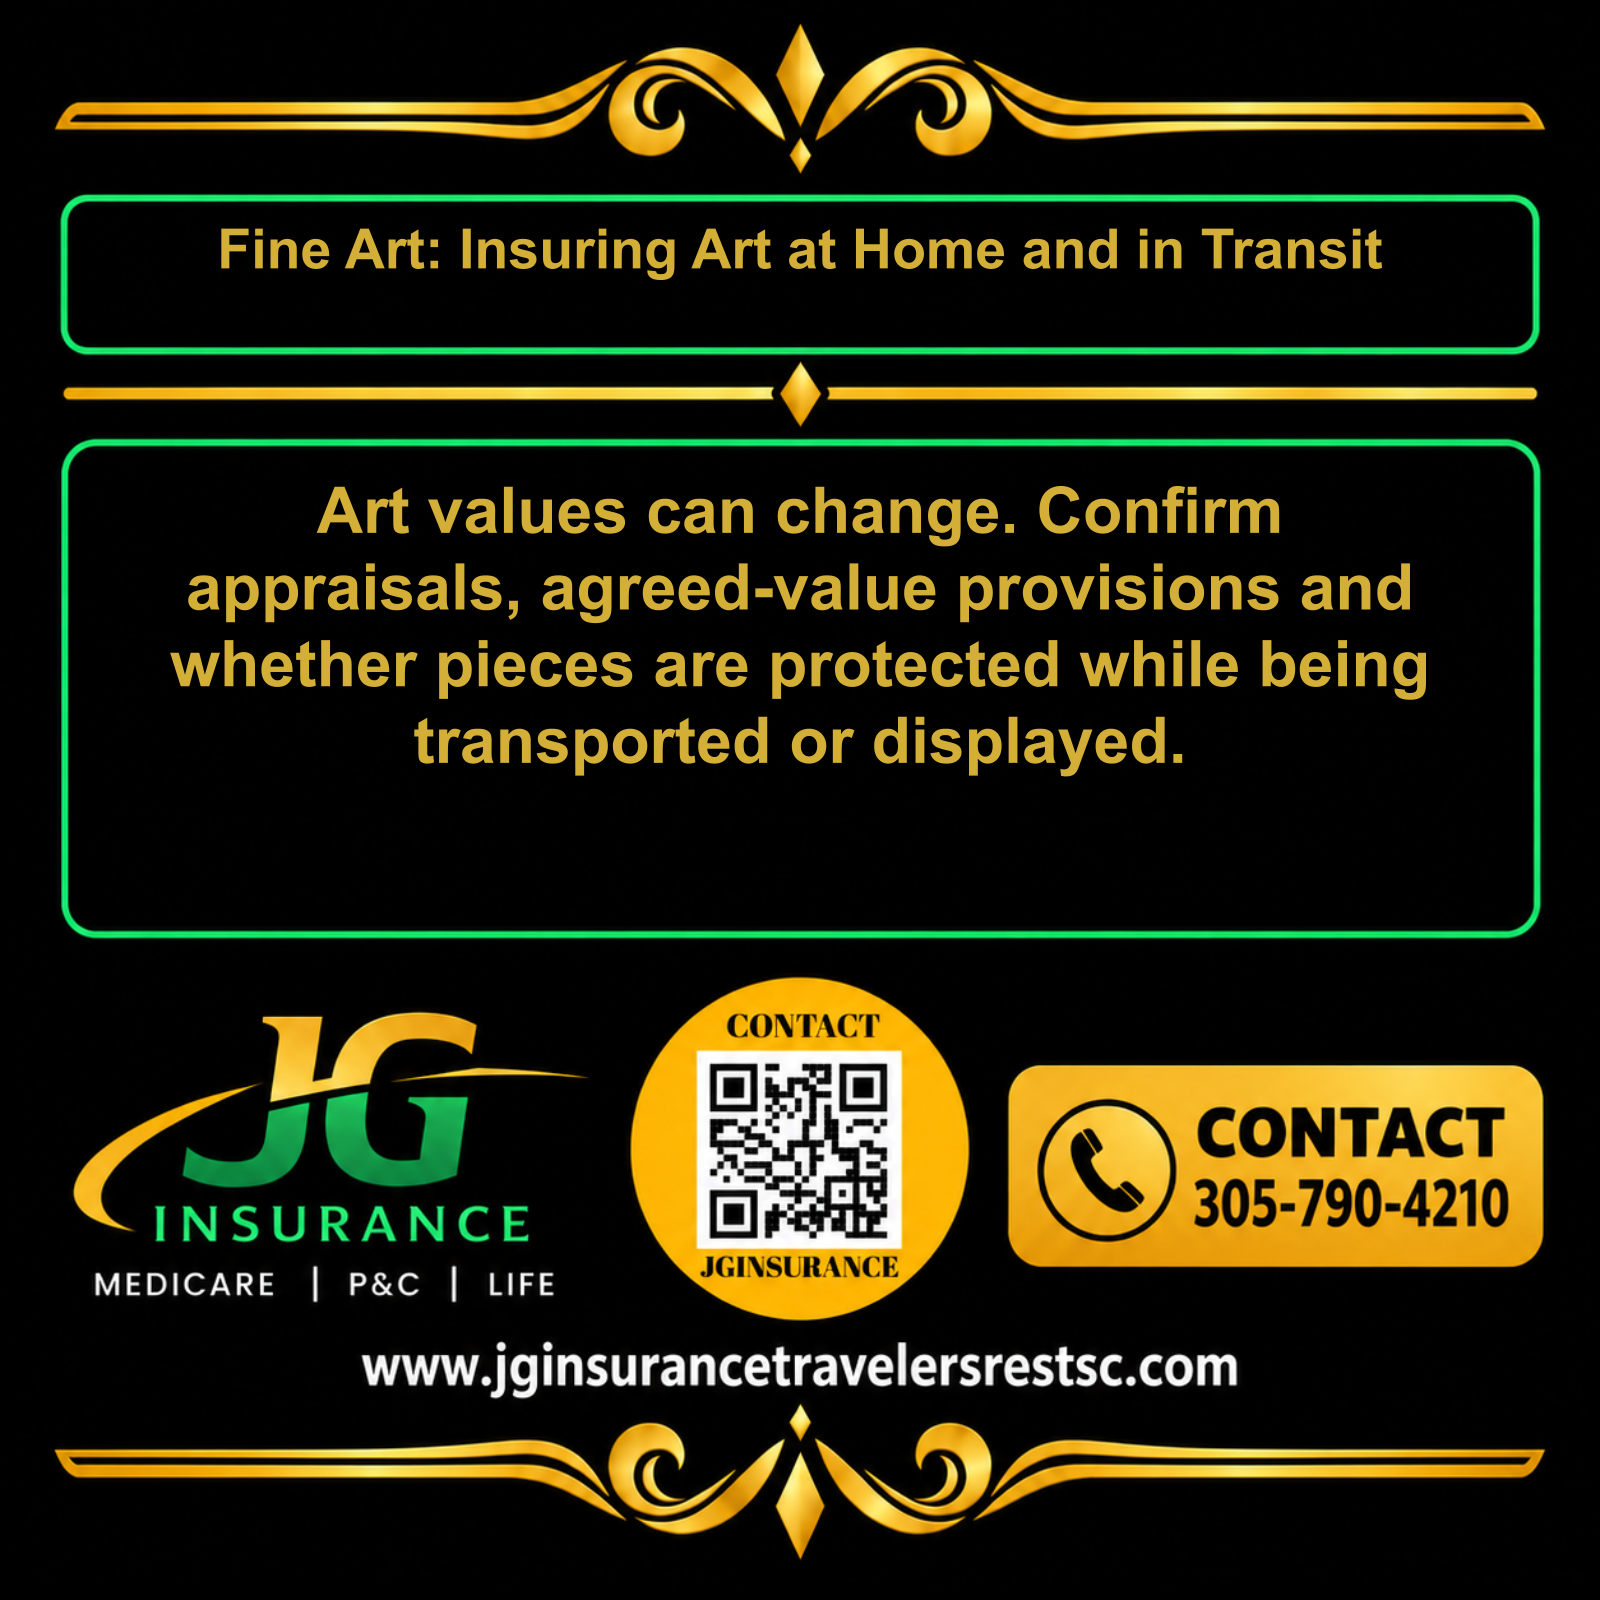 Fine Art: Insuring Art at Home and in Transit
Art values can change. Confirm
appraisals, agreed-value provisions and
whether pieces are protected while being
transported or displayed.
JG
INSURANCE
MEDICARE | P&C | LIFE
CONTACT
JGINSURANCE
CONTACT
305-790-4210
www.jginsurancetravelersrestsc.com